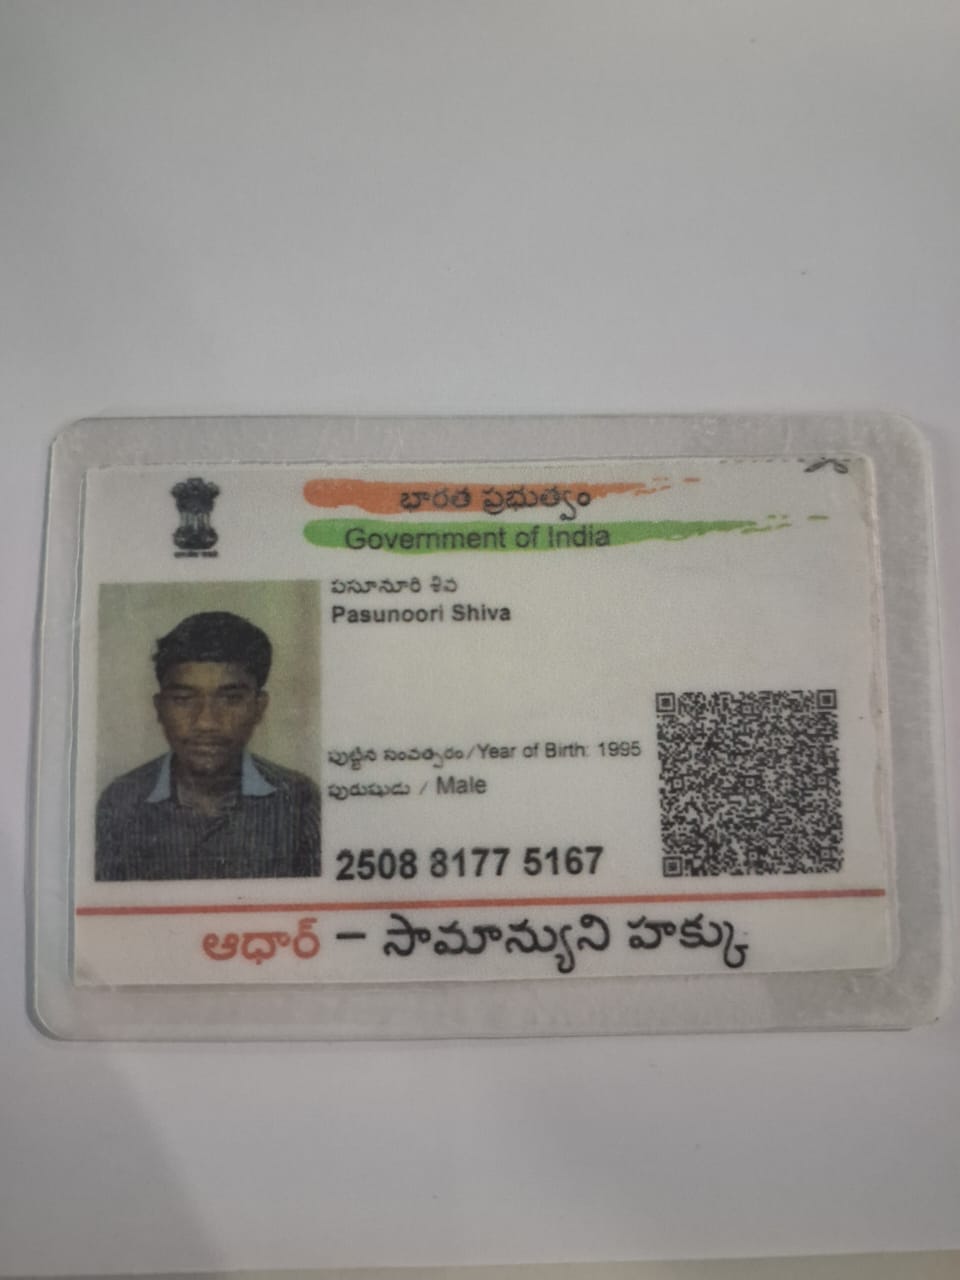 భారత ప్రభుత్వం
Government of India
పసూనూరి శివ
Pasunoori Shiva
పుట్టిన సంవత్సరం/Year of Birth: 1995
పురుషుడు / Male
2508 8177 5167
ఆధార్ – సామాన్యుని హక్కు